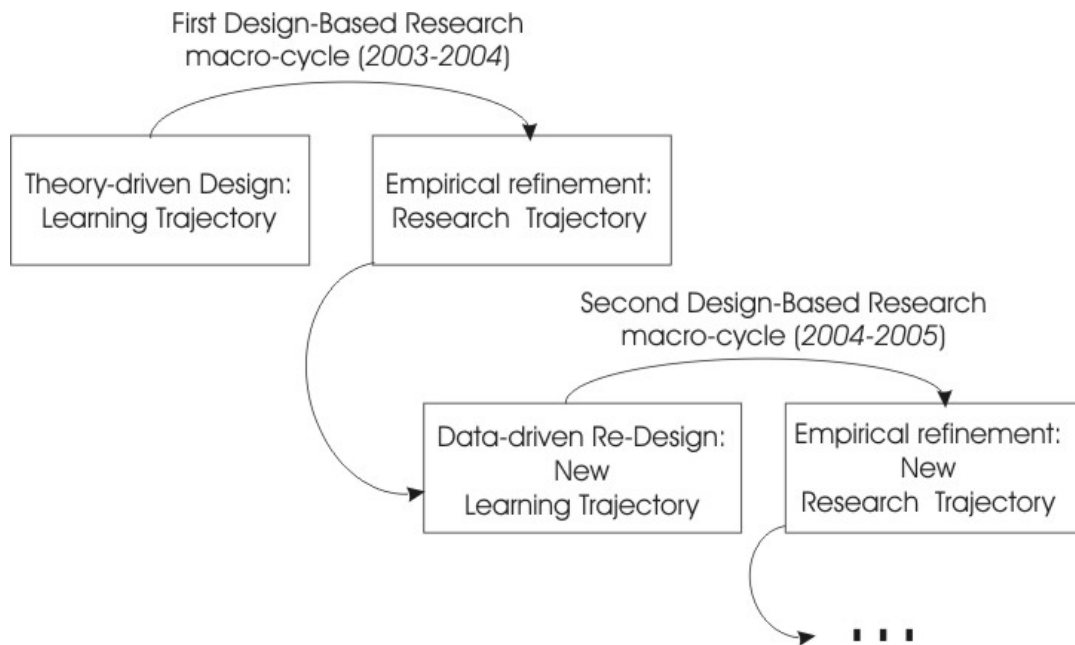 First Design-Based Research
macro-cycle (2003-2004)
Theory-driven Design:
Learning Trajectory
Empirical refinement:
Research Trajectory
Second Design-Based Research
macro-cycle (2004-2005)
Data-driven Re-Design:
New
Learning Trajectory
Empirical refinement:
New
Research Trajectory
...